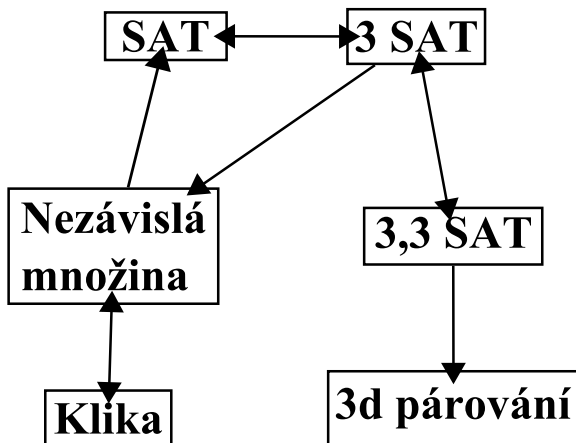 SAT
3 SAT
Nezávislá
množina
3,3 SAT
Klika
3d párování